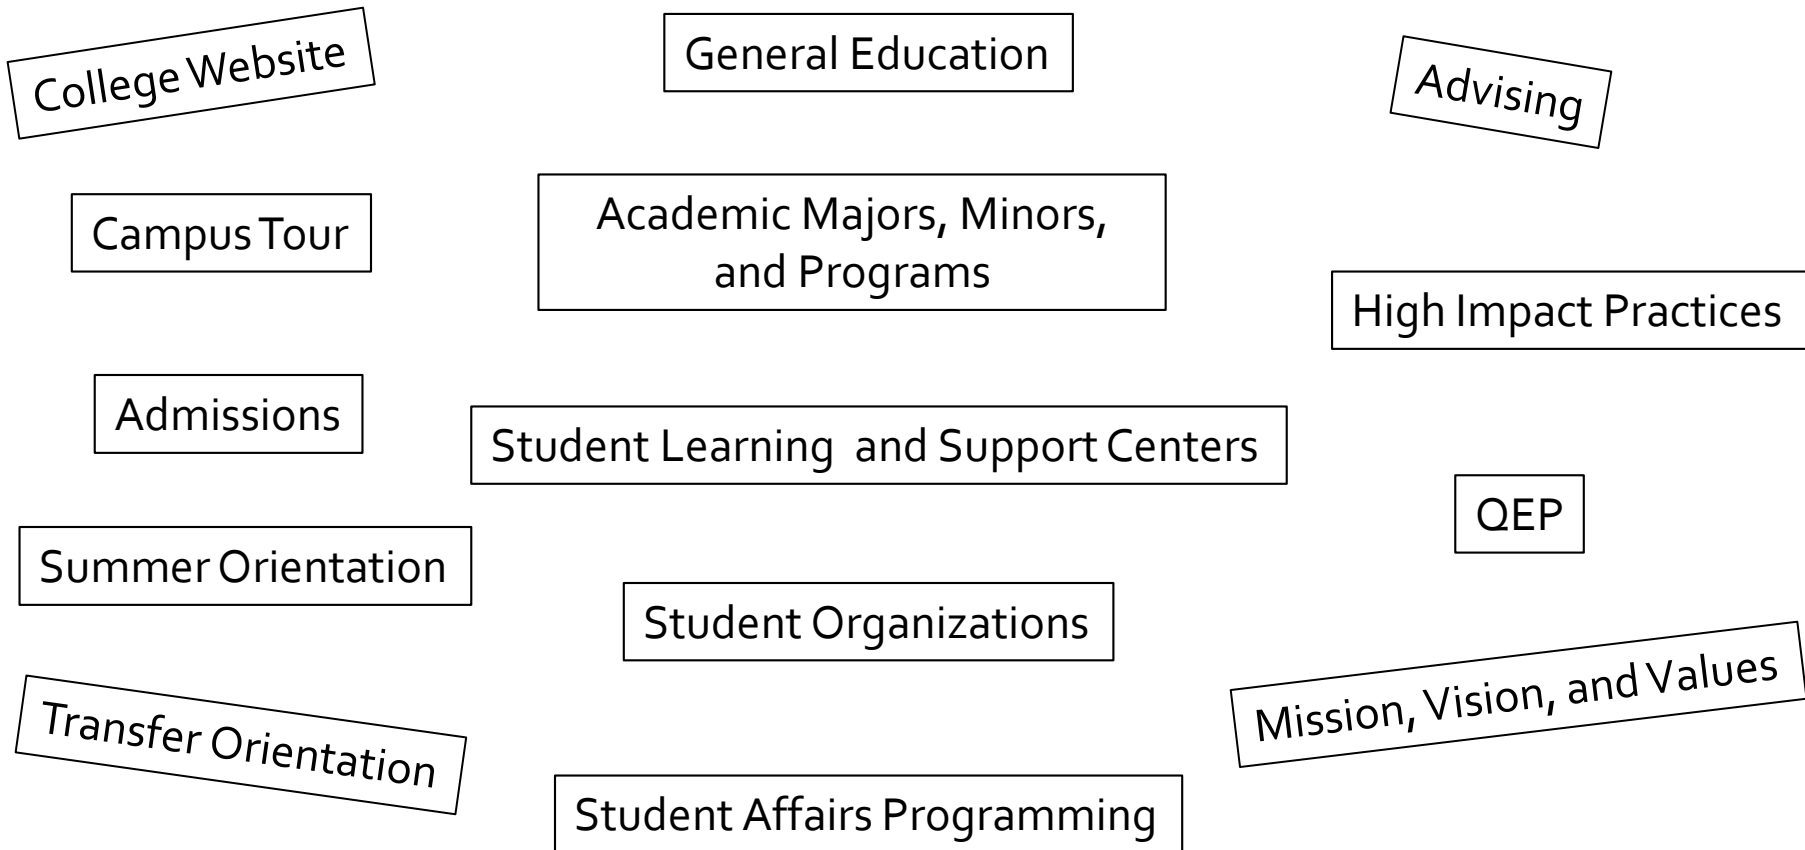 College Website
General Education
Advising
Campus Tour
Academic Majors, Minors,
and Programs
High Impact Practices
Admissions
Student Learning and Support Centers
QEP
Summer Orientation
Student Organizations
Mission, Vision, and Values
Transfer Orientation
Student Affairs Programming